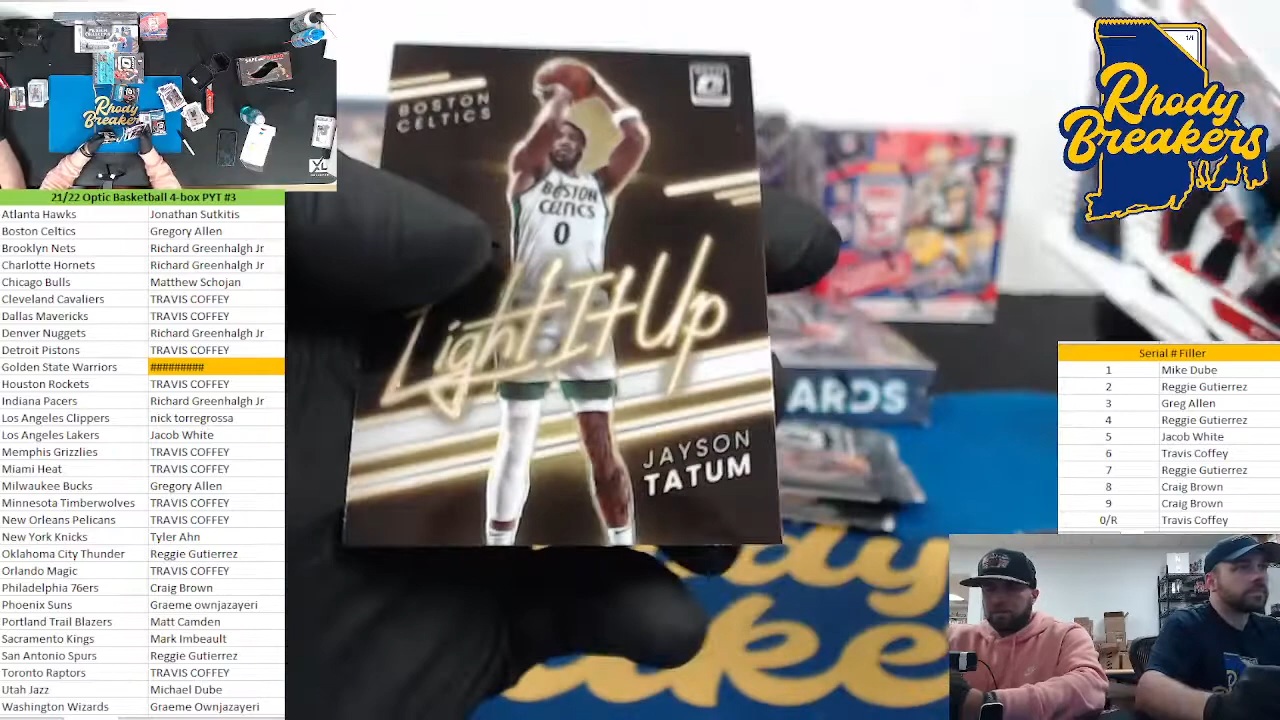 21/22 Optic Basketball 4-box PYT #3
Atlanta Hawks Jonathan Sutkitis
Boston Celtics Gregory Allen
Brooklyn Nets Richard Greenhalgh Jr
Charlotte Hornets Richard Greenhalgh Jr
Chicago Bulls Matthew Schojan
Cleveland Cavaliers TRAVIS COFFEY
Dallas Mavericks TRAVIS COFFEY
Denver Nuggets Richard Greenhalgh Jr
Detroit Pistons TRAVIS COFFEY
Golden State Warriors #########
Houston Rockets TRAVIS COFFEY
Indiana Pacers Richard Greenhalgh Jr
Los Angeles Clippers nick torregrossa
Los Angeles Lakers Jacob White
Memphis Grizzlies TRAVIS COFFEY
Miami Heat TRAVIS COFFEY
Milwaukee Bucks Gregory Allen
Minnesota Timberwolves TRAVIS COFFEY
New Orleans Pelicans TRAVIS COFFEY
New York Knicks Tyler Ahn
Oklahoma City Thunder Reggie Gutierrez
Orlando Magic TRAVIS COFFEY
Philadelphia 76ers Craig Brown
Phoenix Suns Graeme ownjazayeri
Portland Trail Blazers Matt Camden
Sacramento Kings Mark Imbeault
San Antonio Spurs Reggie Gutierrez
Toronto Raptors TRAVIS COFFEY
Utah Jazz Michael Dube
Washington Wizards Graeme Ownjazayeri
BOSTON
CELTICS
BOSTON
CELTICS
0
Light It Up
JAYSON
TATUM
ARDS
Rhody
Breakers
1/1
Rhody
Breakers
Serial # Filler
1 Mike Dube
2 Reggie Gutierrez
3 Greg Allen
4 Reggie Gutierrez
5 Jacob White
6 Travis Coffey
7 Reggie Gutierrez
8 Craig Brown
9 Craig Brown
0/R Travis Coffey